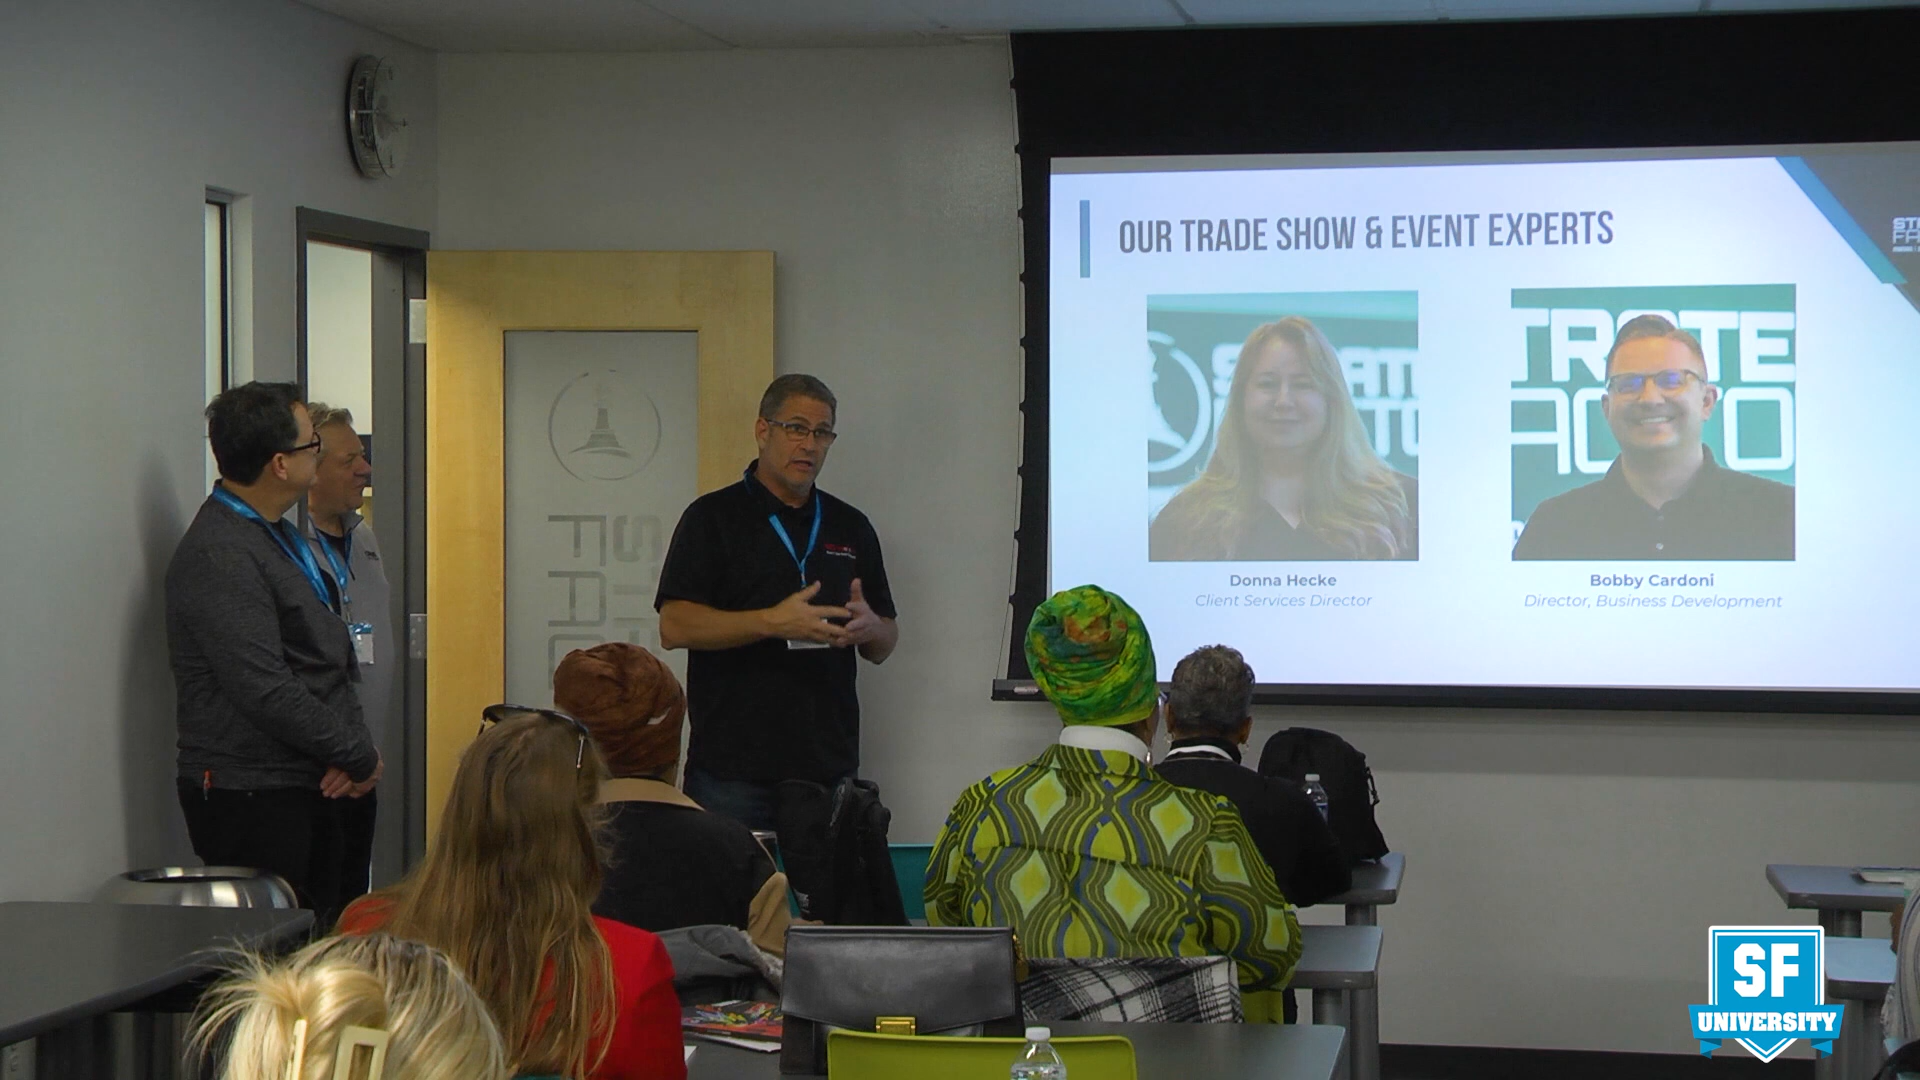 OUR TRADE SHOW & EVENT EXPERTS
Donna Hecke
Client Services Director
Bobby Cardoni
Director, Business Development
SF
UNIVERSITY